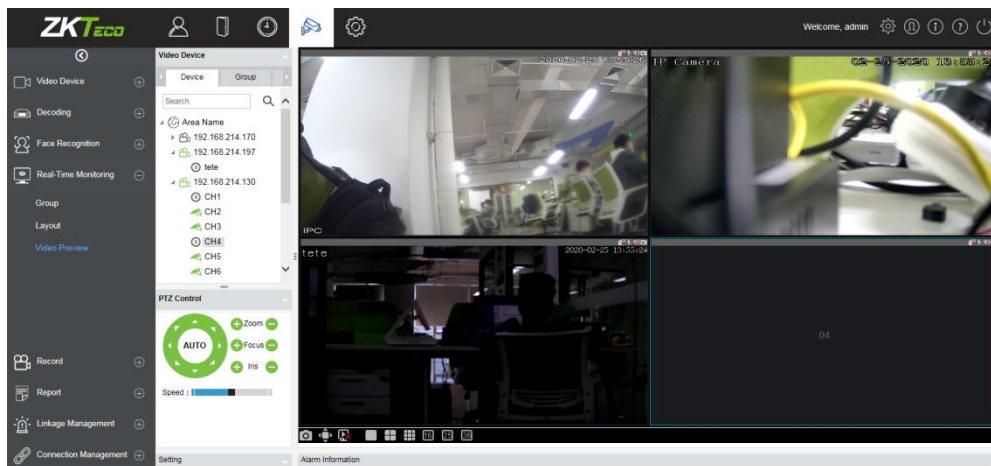 ZKTeco
Welcome, admin
Video Device
Decoding
Face Recognition
Real-Time Monitoring
Group
Layout
Video Preview
Record
Report
Linkage Management
Connection Management
Video Device
Device
Group
Search
Area Name
192.168.214.170
192.168.214.197
tete
192.168.214.130
CH1
CH2
CH3
CH4
CH5
CH6
PTZ Control
AUTO
Zoom
Focus
Iris
Speed :
Setting
IPC
IP Camera
tete
2020-02-25 13:55:24
04
16
25
36
Alarm Information